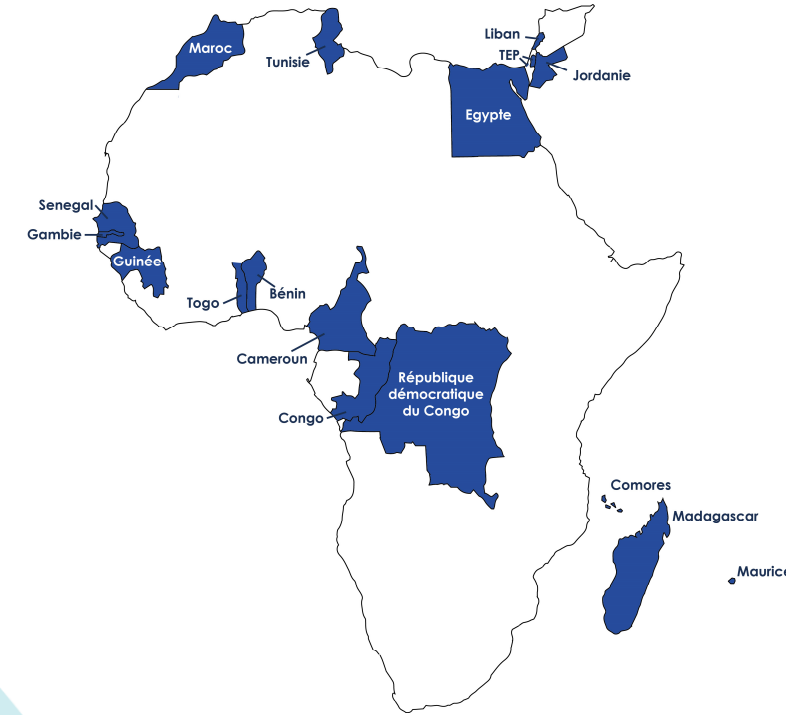 Liban
Maroc
TEP
Tunisie
Jordanie
Egypte
Senegal
Gambie
Guinée
Bénin
Togo
Cameroun
République
démocratique
du Congo
Congo
Comores
Madagascar
Maurice